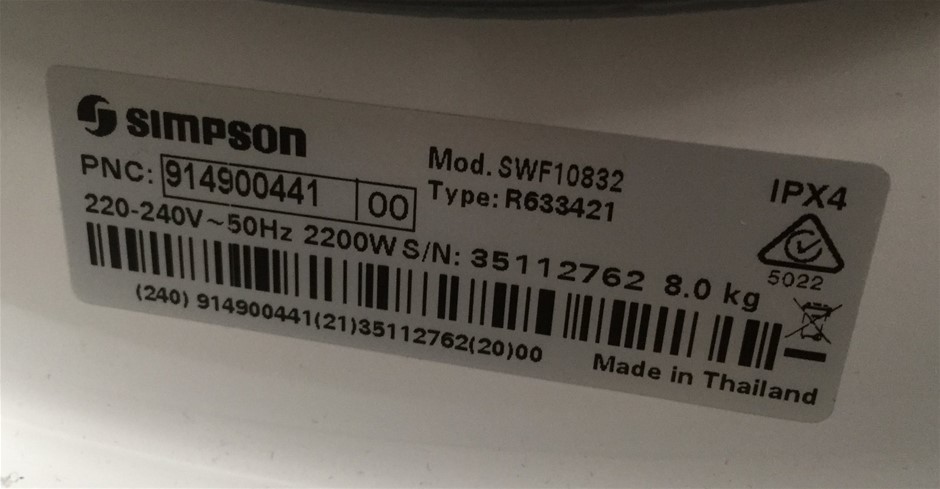 SIMPSON
Mod. SWF10832
IPX4
PNC: 914900441 00
Type: R633421
220-240V~50Hz 2200W S/N: 35112762 8.0 kg
5022
(240) 914900441(21)35112762(20)00
Made in Thailand